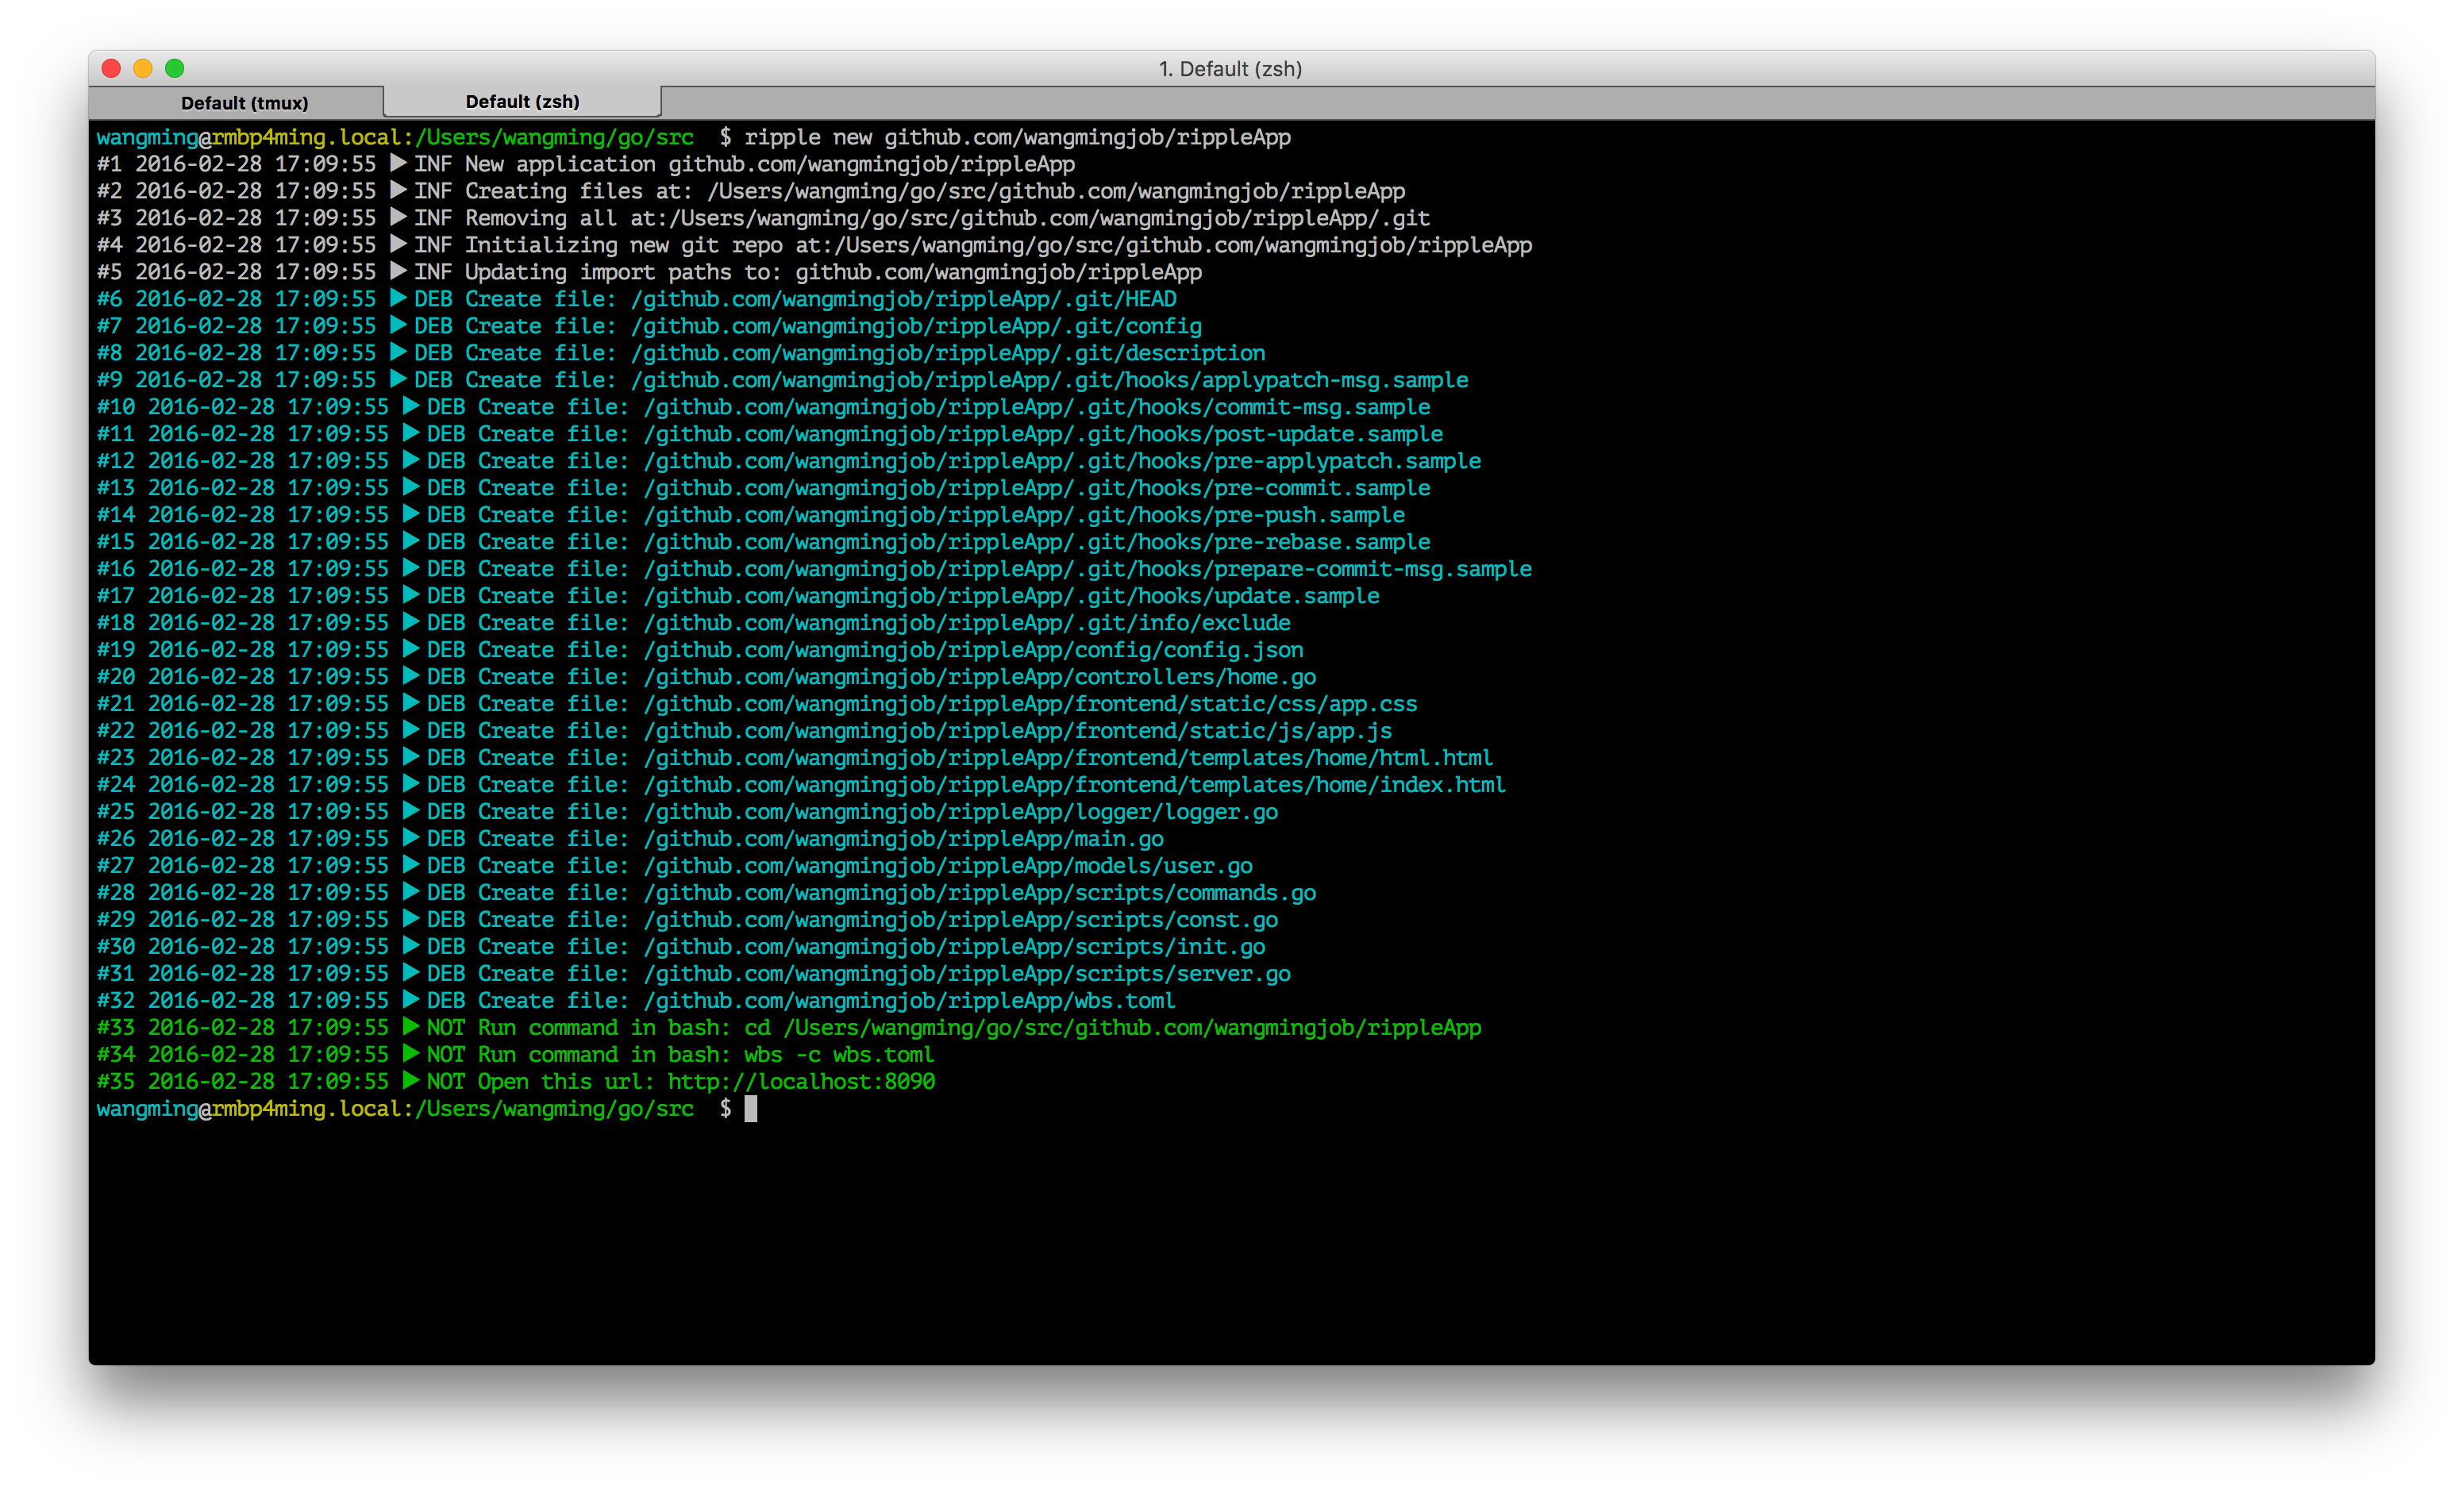 1. Default (zsh)
Default (tmux) Default (zsh)
wangming@rmbp4ming.local:/Users/wangming/go/src $ ripple new github.com/wangmingjob/rippleApp
#1 2016-02-28 17:09:55 ▶ INF New application github.com/wangmingjob/rippleApp
#2 2016-02-28 17:09:55 ▶ INF Creating files at: /Users/wangming/go/src/github.com/wangmingjob/rippleApp
#3 2016-02-28 17:09:55 ▶ INF Removing all at:/Users/wangming/go/src/github.com/wangmingjob/rippleApp/.git
#4 2016-02-28 17:09:55 ▶ INF Initializing new git repo at:/Users/wangming/go/src/github.com/wangmingjob/rippleApp
#5 2016-02-28 17:09:55 ▶ INF Updating import paths to: github.com/wangmingjob/rippleApp
#6 2016-02-28 17:09:55 ▶ DEB Create file: /github.com/wangmingjob/rippleApp/.git/HEAD
#7 2016-02-28 17:09:55 ▶ DEB Create file: /github.com/wangmingjob/rippleApp/.git/config
#8 2016-02-28 17:09:55 ▶ DEB Create file: /github.com/wangmingjob/rippleApp/.git/description
#9 2016-02-28 17:09:55 ▶ DEB Create file: /github.com/wangmingjob/rippleApp/.git/hooks/applypatch-msg.sample
#10 2016-02-28 17:09:55 ▶ DEB Create file: /github.com/wangmingjob/rippleApp/.git/hooks/commit-msg.sample
#11 2016-02-28 17:09:55 ▶ DEB Create file: /github.com/wangmingjob/rippleApp/.git/hooks/post-update.sample
#12 2016-02-28 17:09:55 ▶ DEB Create file: /github.com/wangmingjob/rippleApp/.git/hooks/pre-applypatch.sample
#13 2016-02-28 17:09:55 ▶ DEB Create file: /github.com/wangmingjob/rippleApp/.git/hooks/pre-commit.sample
#14 2016-02-28 17:09:55 ▶ DEB Create file: /github.com/wangmingjob/rippleApp/.git/hooks/pre-push.sample
#15 2016-02-28 17:09:55 ▶ DEB Create file: /github.com/wangmingjob/rippleApp/.git/hooks/pre-rebase.sample
#16 2016-02-28 17:09:55 ▶ DEB Create file: /github.com/wangmingjob/rippleApp/.git/hooks/prepare-commit-msg.sample
#17 2016-02-28 17:09:55 ▶ DEB Create file: /github.com/wangmingjob/rippleApp/.git/hooks/update.sample
#18 2016-02-28 17:09:55 ▶ DEB Create file: /github.com/wangmingjob/rippleApp/.git/info/exclude
#19 2016-02-28 17:09:55 ▶ DEB Create file: /github.com/wangmingjob/rippleApp/config/config.json
#20 2016-02-28 17:09:55 ▶ DEB Create file: /github.com/wangmingjob/rippleApp/controllers/home.go
#21 2016-02-28 17:09:55 ▶ DEB Create file: /github.com/wangmingjob/rippleApp/frontend/static/css/app.css
#22 2016-02-28 17:09:55 ▶ DEB Create file: /github.com/wangmingjob/rippleApp/frontend/static/js/app.js
#23 2016-02-28 17:09:55 ▶ DEB Create file: /github.com/wangmingjob/rippleApp/frontend/templates/home/html.html
#24 2016-02-28 17:09:55 ▶ DEB Create file: /github.com/wangmingjob/rippleApp/frontend/templates/home/index.html
#25 2016-02-28 17:09:55 ▶ DEB Create file: /github.com/wangmingjob/rippleApp/logger/logger.go
#26 2016-02-28 17:09:55 ▶ DEB Create file: /github.com/wangmingjob/rippleApp/main.go
#27 2016-02-28 17:09:55 ▶ DEB Create file: /github.com/wangmingjob/rippleApp/models/user.go
#28 2016-02-28 17:09:55 ▶ DEB Create file: /github.com/wangmingjob/rippleApp/scripts/commands.go
#29 2016-02-28 17:09:55 ▶ DEB Create file: /github.com/wangmingjob/rippleApp/scripts/const.go
#30 2016-02-28 17:09:55 ▶ DEB Create file: /github.com/wangmingjob/rippleApp/scripts/init.go
#31 2016-02-28 17:09:55 ▶ DEB Create file: /github.com/wangmingjob/rippleApp/scripts/server.go
#32 2016-02-28 17:09:55 ▶ DEB Create file: /github.com/wangmingjob/rippleApp/wbs.toml
#33 2016-02-28 17:09:55 ▶ NOT Run command in bash: cd /Users/wangming/go/src/github.com/wangmingjob/rippleApp
#34 2016-02-28 17:09:55 ▶ NOT Run command in bash: wbs -c wbs.toml
#35 2016-02-28 17:09:55 ▶ NOT Open this url: http://localhost:8090
wangming@rmbp4ming.local:/Users/wangming/go/src $